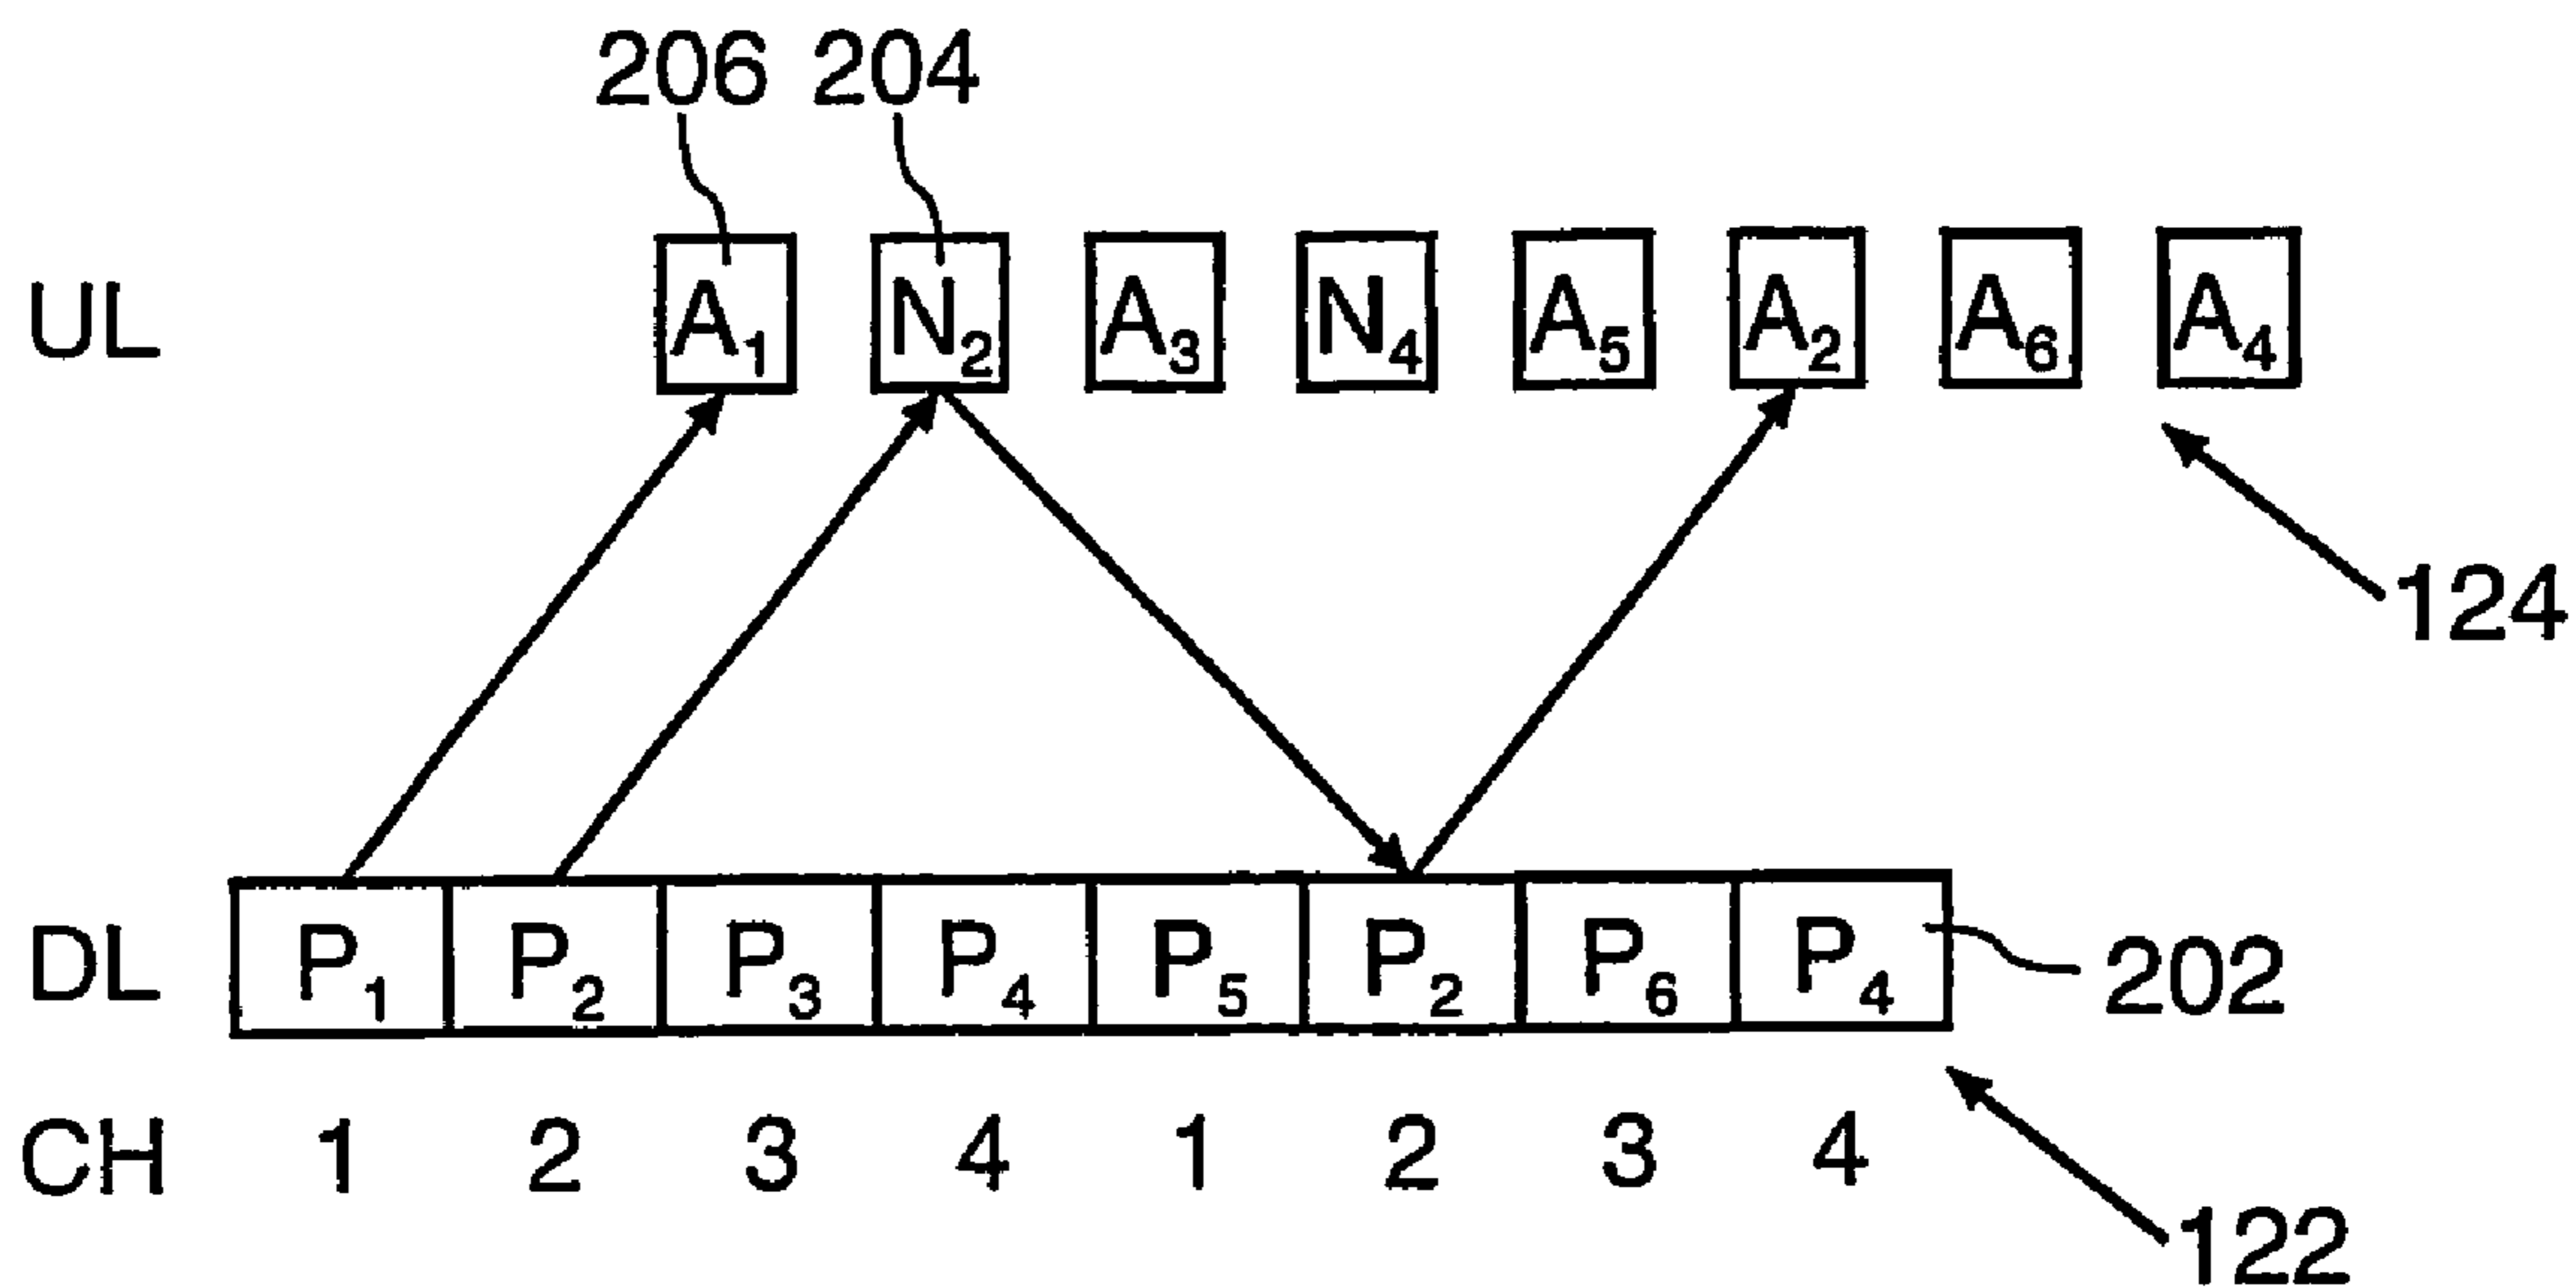 206 204
UL A₁ N₂ A₃ N₄ A₅ A₂ A₆ A₄
124
DL P₁ P₂ P₃ P₄ P₅ P₂ P₆ P₄ 202
CH 1 2 3 4 1 2 3 4
122